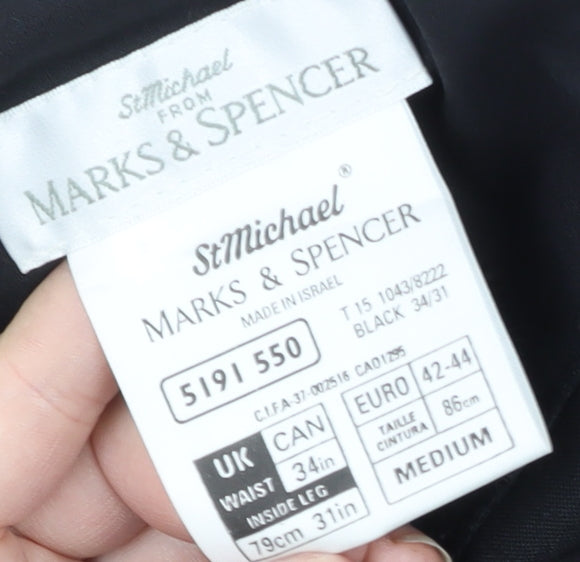 StMichael
FROM
MARKS & SPENCER
StMichael®
MARKS & SPENCER
MADE IN ISRAEL
5191 550
T 15 1043/8222
BLACK 34/31
C.I.F.A-37-002516 CAO1295
UK CAN
WAIST 34in
INSIDE LEG
79cm 31in
EURO 42-44
TAILLE
CINTURA 86cm
MEDIUM